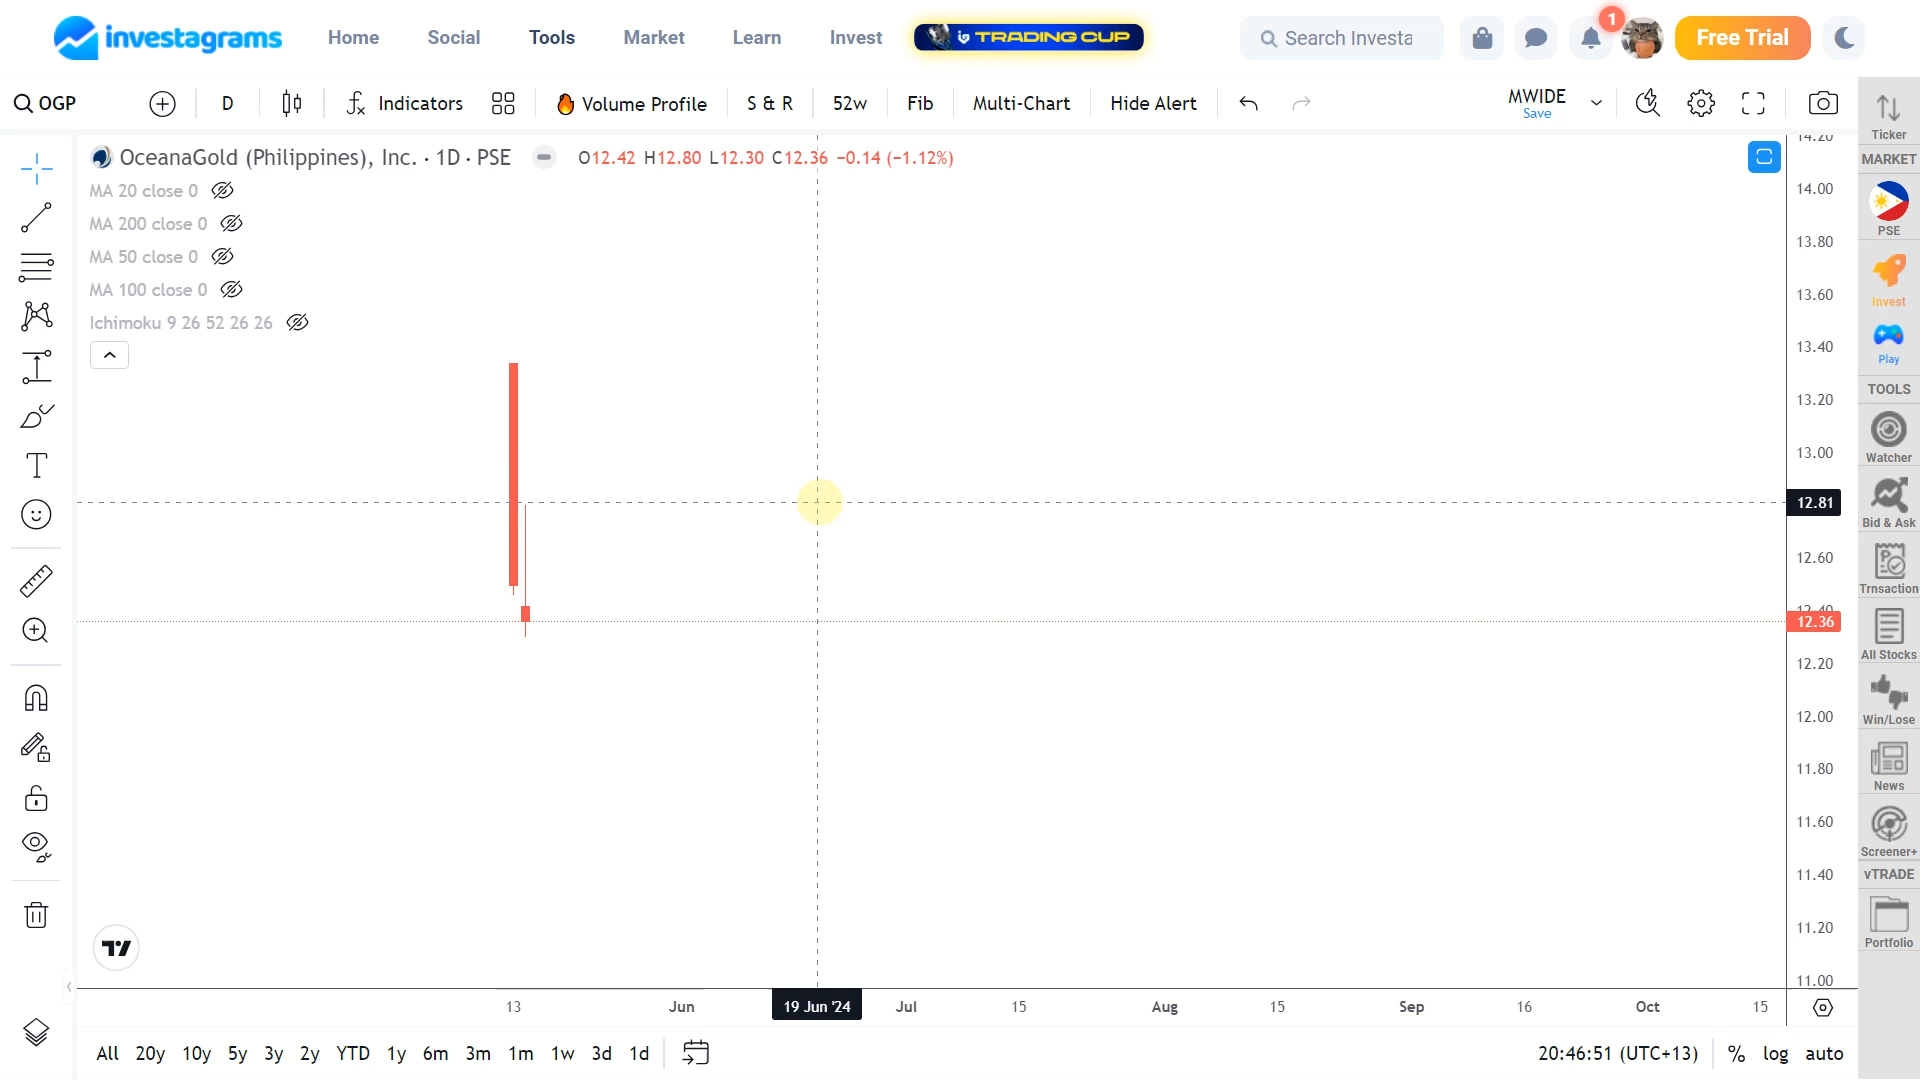 investagrams Home Social Tools Market Learn Invest TRADING CUP Search Investa 1 Free Trial
OGP D Indicators Volume Profile S & R 52w Fib Multi-Chart Hide Alert MWIDE
Save
OceanaGold (Philippines), Inc. · 1D · PSE O12.42 H12.80 L12.30 C12.36 −0.14 (−1.12%)
MA 20 close 0
MA 200 close 0
MA 50 close 0
MA 100 close 0
Ichimoku 9 26 52 26 26
14.20
14.00
13.80
13.60
13.40
13.20
13.00
12.81
12.60
12.40
12.36
12.20
12.00
11.80
11.60
11.40
11.20
11.00
13 Jun 19 Jun '24 Jul 15 Aug 15 Sep 16 Oct 15
All 20y 10y 5y 3y 2y YTD 1y 6m 3m 1m 1w 3d 1d 20:46:51 (UTC+13) % log auto
Ticker
MARKET
PSE
Invest
Play
TOOLS
Watcher
Bid & Ask
Trnsaction
All Stocks
Win/Lose
News
Screener+
vTRADE
Portfolio